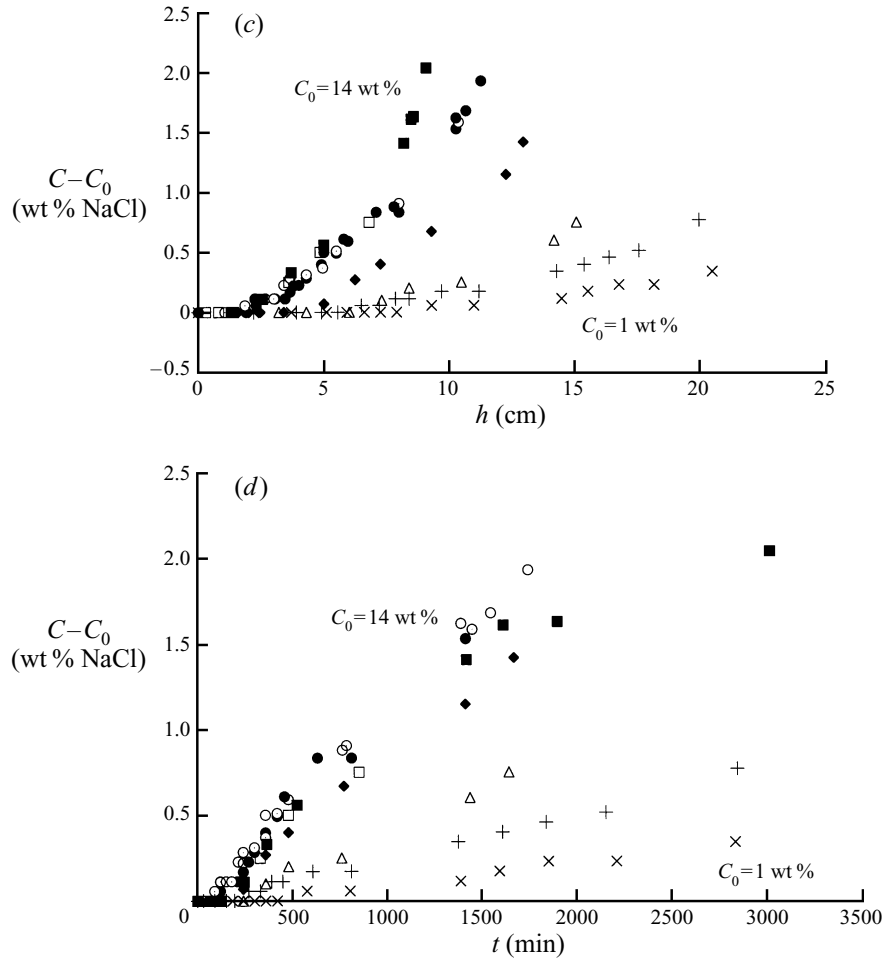 2.5
(c)
2.0
C0=14 wt %
1.5
C–C0
(wt % NaCl)
1.0
0.5
0
C0=1 wt %
–0.5
0 5 10 15 20 25
h (cm)
2.5
(d)
2.0
C0=14 wt %
1.5
C–C0
(wt % NaCl)
1.0
0.5
C0=1 wt %
0 500 1000 1500 2000 2500 3000 3500
t (min)